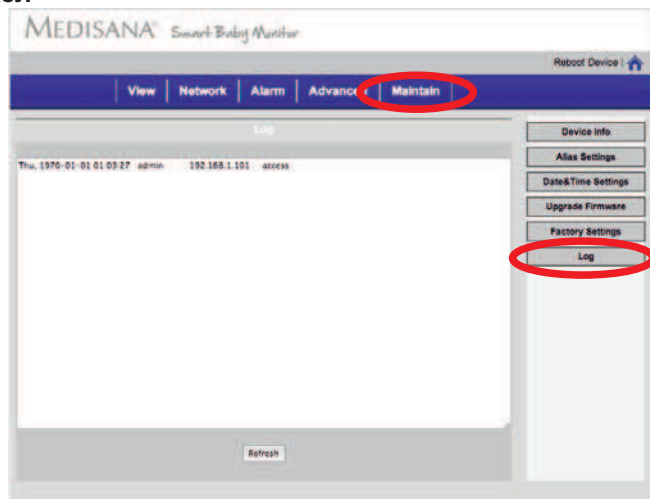 MEDISANA® Smart Baby Monitor
Reboot Device |
View | Network | Alarm | Advanced | Maintain
Log
Device Info
Thu, 1970-01-01 01:03:27 admin 192.168.1.101 access
Alias Settings
Date&Time Settings
Upgrade Firmware
Factory Settings
Log
Refresh